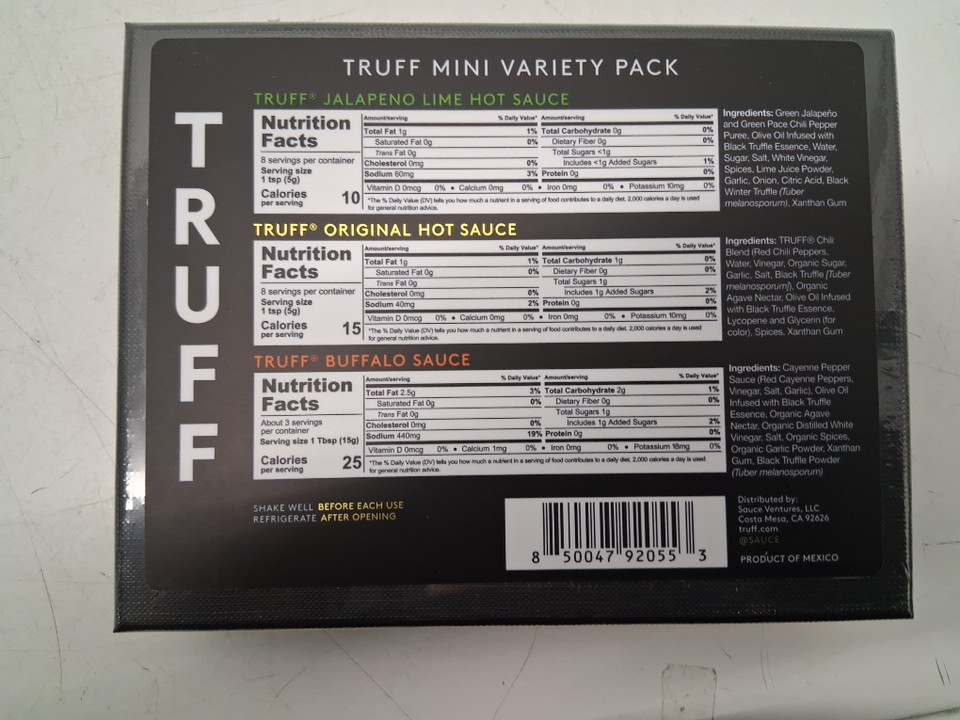 TRUFF MINI VARIETY PACK
TRUFF
TRUFF® JALAPENO LIME HOT SAUCE
Nutrition
Facts
8 servings per container
Serving size
1 tsp (5g)
Calories
per serving
10
Amount/serving % Daily Value*
Total Fat 1g 1%
Saturated Fat 0g 0%
Trans Fat 0g
Cholesterol 0mg 0%
Sodium 60mg 3%
Amount/serving % Daily Value*
Total Carbohydrate 0g 0%
Dietary Fiber 0g 0%
Total Sugars <1g
Includes <1g Added Sugars 1%
Protein 0g 0%
Vitamin D 0mcg 0% • Calcium 0mg 0% • Iron 0mg 0% • Potassium 10mg 0%
*The % Daily Value (DV) tells you how much a nutrient in a serving of food contributes to a daily diet. 2,000 calories a day is used
for general nutrition advice.
Ingredients: Green Jalapeño
and Green Pace Chili Pepper
Puree, Olive Oil Infused with
Black Truffle Essence, Water,
Sugar, Salt, White Vinegar,
Spices, Lime Juice Powder,
Garlic, Onion, Citric Acid, Black
Winter Truffle (Tuber
melanosporum), Xanthan Gum
TRUFF® ORIGINAL HOT SAUCE
Nutrition
Facts
8 servings per container
Serving size
1 tsp (5g)
Calories
per serving
15
Amount/serving % Daily Value*
Total Fat 1g 1%
Saturated Fat 0g 0%
Trans Fat 0g
Cholesterol 0mg 0%
Sodium 40mg 2%
Amount/serving % Daily Value*
Total Carbohydrate 1g 0%
Dietary Fiber 0g 0%
Total Sugars 1g
Includes 1g Added Sugars 2%
Protein 0g 0%
Vitamin D 0mcg 0% • Calcium 0mg 0% • Iron 0mg 0% • Potassium 10mg 0%
*The % Daily Value (DV) tells you how much a nutrient in a serving of food contributes to a daily diet. 2,000 calories a day is used
for general nutrition advice.
Ingredients: TRUFF® Chili
Blend (Red Chili Peppers,
Water, Vinegar, Organic Sugar,
Garlic, Salt, Black Truffle [Tuber
melanosporum]), Organic
Agave Nectar, Olive Oil Infused
with Black Truffle Essence,
Lycopene and Glycerin (for
color), Spices, Xanthan Gum
TRUFF® BUFFALO SAUCE
Nutrition
Facts
About 3 servings
per container
Serving size 1 Tbsp (15g)
Calories
per serving
25
Amount/serving % Daily Value*
Total Fat 2.5g 3%
Saturated Fat 0g 0%
Trans Fat 0g
Cholesterol 0mg 0%
Sodium 440mg 19%
Amount/serving % Daily Value*
Total Carbohydrate 2g 1%
Dietary Fiber 0g 0%
Total Sugars 1g
Includes 1g Added Sugars 2%
Protein 0g 0%
Vitamin D 0mcg 0% • Calcium 1mg 0% • Iron 0mg 0% • Potassium 18mg 0%
*The % Daily Value (DV) tells you how much a nutrient in a serving of food contributes to a daily diet. 2,000 calories a day is used
for general nutrition advice.
Ingredients: Cayenne Pepper
Sauce (Red Cayenne Peppers,
Vinegar, Salt, Garlic), Olive Oil
Infused with Black Truffle
Essence, Organic Agave
Nectar, Organic Distilled White
Vinegar, Salt, Organic Spices,
Organic Garlic Powder, Xanthan
Gum, Black Truffle Powder
(Tuber melanosporum)
SHAKE WELL BEFORE EACH USE
REFRIGERATE AFTER OPENING
8 50047 92055 3
Distributed by:
Sauce Ventures, LLC
Costa Mesa, CA 92626
truff.com
@SAUCE
PRODUCT OF MEXICO